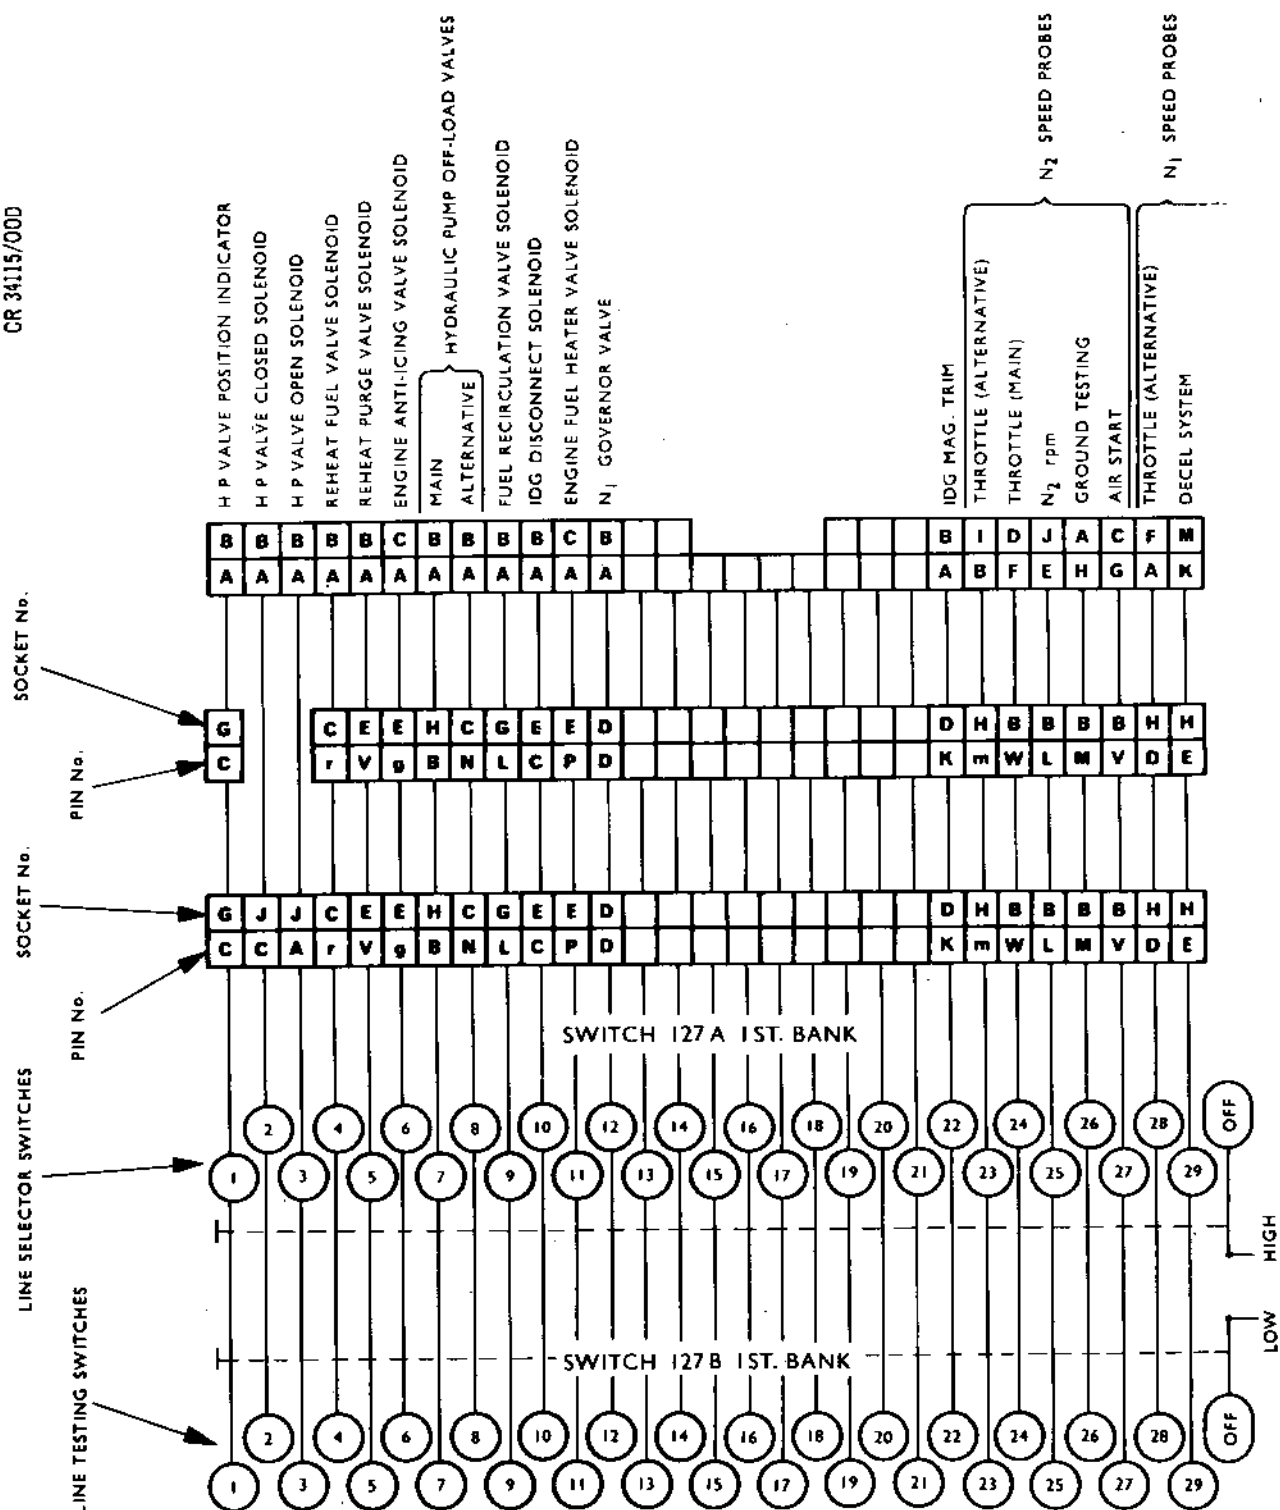 CR 34115/00D
H P VALVE POSITION INDICATOR
H P VALVE CLOSED SOLENOID
H P VALVE OPEN SOLENOID
REHEAT FUEL VALVE SOLENOID
REHEAT PURGE VALVE SOLENOID
ENGINE ANTI-ICING VALVE SOLENOID
MAIN
ALTERNATIVE
HYDRAULIC PUMP OFF-LOAD VALVES
FUEL RECIRCULATION VALVE SOLENOID
IDG DISCONNECT SOLENOID
ENGINE FUEL HEATER VALVE SOLENOID
N1 GOVERNOR VALVE
IDG MAG. TRIM
THROTTLE (ALTERNATIVE)
THROTTLE (MAIN)
N2 rpm
GROUND TESTING
AIR START
N2 SPEED PROBES
THROTTLE (ALTERNATIVE)
DECEL SYSTEM
N1 SPEED PROBES
B B B B B C B B B B C B B I D J A C F M
A A A A A A A A A A A A A B F E H G A K
SOCKET No.
G C E E H C G E E D D H B B B B H H
PIN No.
C r V g B N L C P D K m W L M V D E
SOCKET No.
G J J C E E H C G E E D D H B B B B H H
PIN No.
C C A r V g B N L C P D K m W L M V D E
SWITCH 127A 1ST. BANK
LINE SELECTOR SWITCHES
2 4 6 8 10 12 14 16 18 20 22 24 26 28 OFF
1 3 5 7 9 11 13 15 17 19 21 23 25 27 29
HIGH
LOW
SWITCH 127B 1ST. BANK
LINE TESTING SWITCHES
2 4 6 8 10 12 14 16 18 20 22 24 26 28 OFF
1 3 5 7 9 11 13 15 17 19 21 23 25 27 29